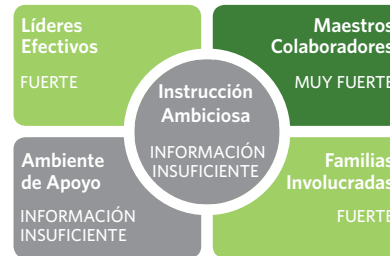 Líderes
Efectivos
FUERTE
Maestros
Colaboradores
MUY FUERTE
Instrucción
Ambiciosa
INFORMACIÓN
INSUFICIENTE
Ambiente
de Apoyo
INFORMACIÓN
INSUFICIENTE
Familias
Involucradas
FUERTE